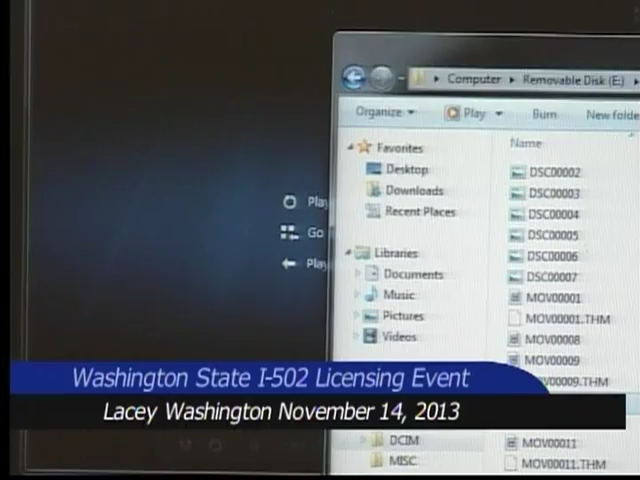 Computer ▸ Removable Disk (E:) ▸
Organize ▾ Play ▾ Burn New folde
Favorites
Desktop
Downloads
Recent Places
Libraries
Documents
Music
Pictures
Videos
DCIM
MISC
Name
DSC00002
DSC00003
DSC00004
DSC00005
DSC00006
DSC00007
MOV00001
MOV00001.THM
MOV00008
MOV00009
MOV00009.THM
MOV00011
MOV00011.THM
Play
Go
Play
Washington State I-502 Licensing Event
Lacey Washington November 14, 2013